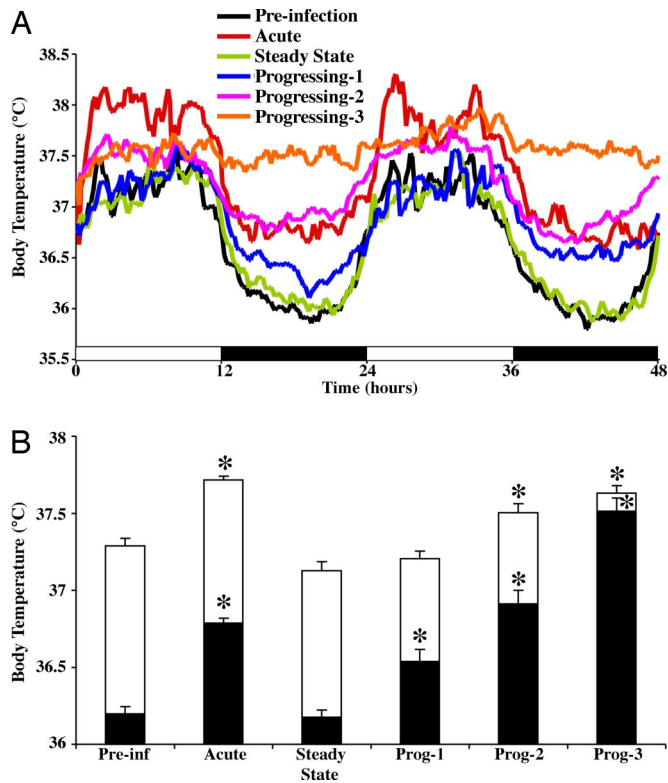 A
Pre-infection
Acute
Steady State
Progressing-1
Progressing-2
Progressing-3
Body Temperature (°C)
38.5
38
37.5
37
36.5
36
35.5
0 12 24 36 48
Time (hours)
B
Body Temperature (°C)
38
37.5
37
36.5
36
* * * * * * *
Pre-inf Acute Steady State Prog-1 Prog-2 Prog-3